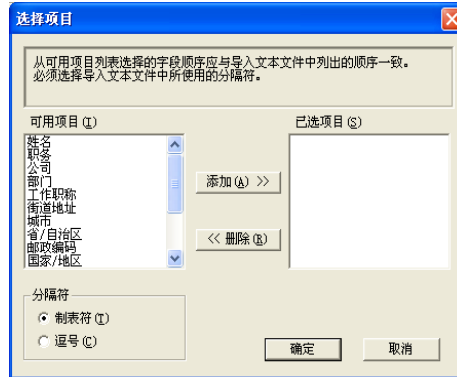 选择项目
从可用项目列表选择的字段顺序应与导入文本文件中列出的顺序一致。
必须选择导入文本文件中所使用的分隔符。
可用项目(I)
已选项目(S)
姓名
职务
公司
部门
工作职称
街道地址
城市
省/自治区
邮政编码
国家/地区
添加(A) >>
<< 删除(R)
分隔符
制表符(T)
逗号(C)
确定
取消